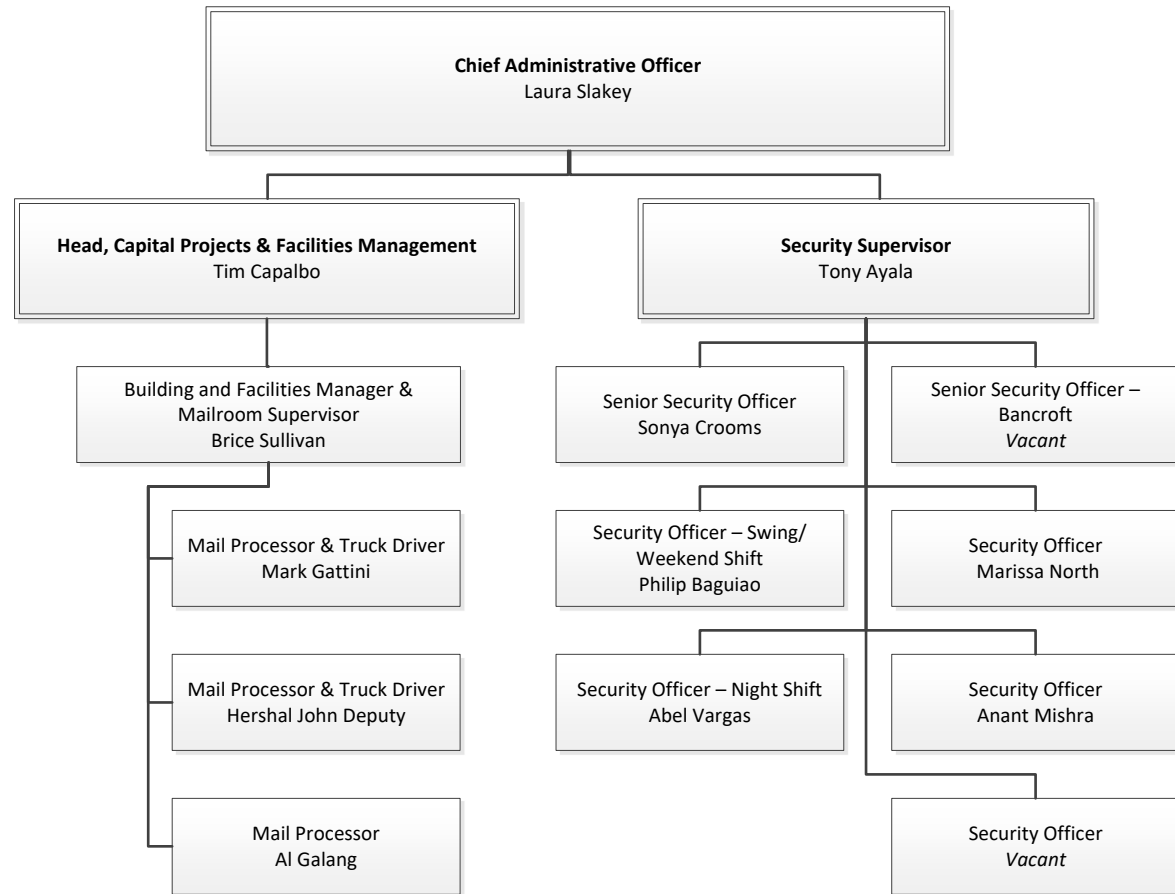 Chief Administrative Officer
Laura Slakey
Head, Capital Projects & Facilities Management
Tim Capalbo
Security Supervisor
Tony Ayala
Building and Facilities Manager &
Mailroom Supervisor
Brice Sullivan
Senior Security Officer
Sonya Crooms
Senior Security Officer –
Bancroft
Vacant
Mail Processor & Truck Driver
Mark Gattini
Security Officer – Swing/
Weekend Shift
Philip Baguiao
Security Officer
Marissa North
Mail Processor & Truck Driver
Hershal John Deputy
Security Officer – Night Shift
Abel Vargas
Security Officer
Anant Mishra
Mail Processor
Al Galang
Security Officer
Vacant